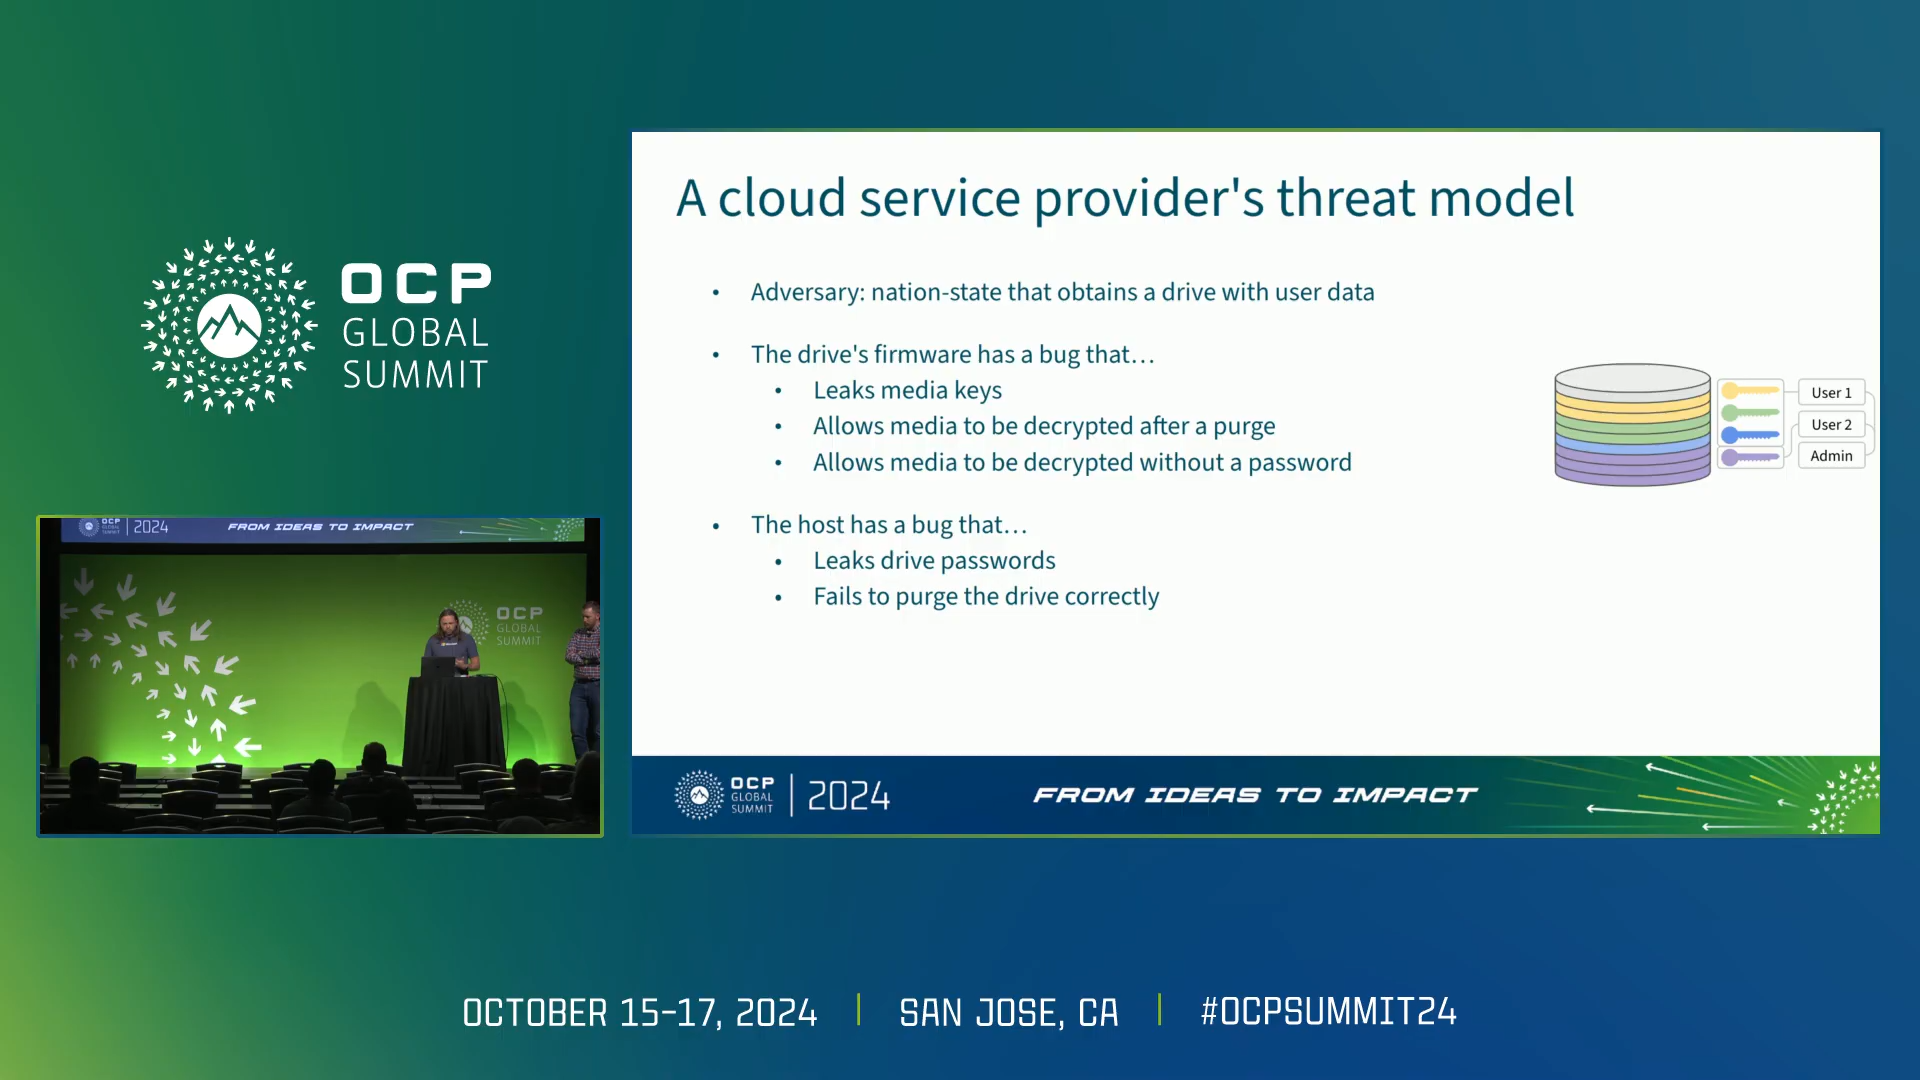 OCP
GLOBAL
SUMMIT
A cloud service provider's threat model
• Adversary: nation-state that obtains a drive with user data
• The drive's firmware has a bug that…
• Leaks media keys
• Allows media to be decrypted after a purge
• Allows media to be decrypted without a password
• The host has a bug that…
• Leaks drive passwords
• Fails to purge the drive correctly
User 1
User 2
Admin
OCP
GLOBAL
SUMMIT
2024
FROM IDEAS TO IMPACT
OCP
2024
FROM IDEAS TO IMPACT
OCP
GLOBAL
SUMMIT
OCTOBER 15-17, 2024 | SAN JOSE, CA | #OCPSUMMIT24